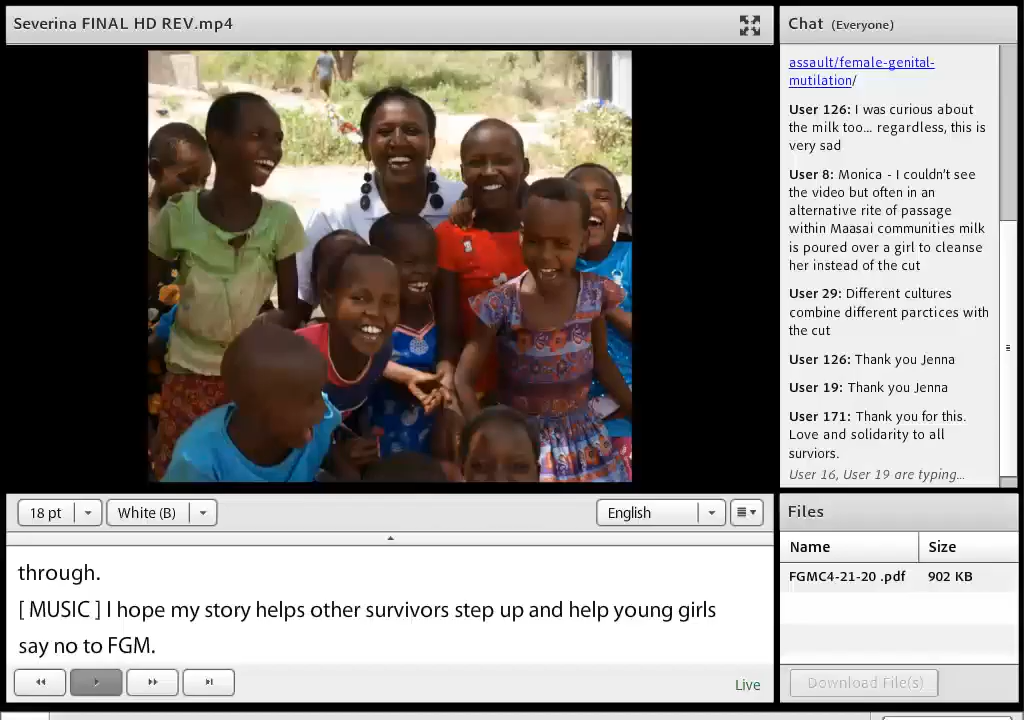 Severina FINAL HD REV.mp4
Chat (Everyone)
assault/female-genital-
mutilation/
User 126: I was curious about
the milk too... regardless, this is
very sad
User 8: Monica - I couldn't see
the video but often in an
alternative rite of passage
within Maasai communities milk
is poured over a girl to cleanse
her instead of the cut
User 29: Different cultures
combine different parctices with
the cut
User 126: Thank you Jenna
User 19: Thank you Jenna
User 171: Thank you for this.
Love and solidarity to all
surviors.
User 16, User 19 are typing...
18 pt
White (B)
English
through.
[ MUSIC ] I hope my story helps other survivors step up and help young girls
say no to FGM.
Live
Files
Name Size
FGMC4-21-20 .pdf 902 KB
Download File(s)